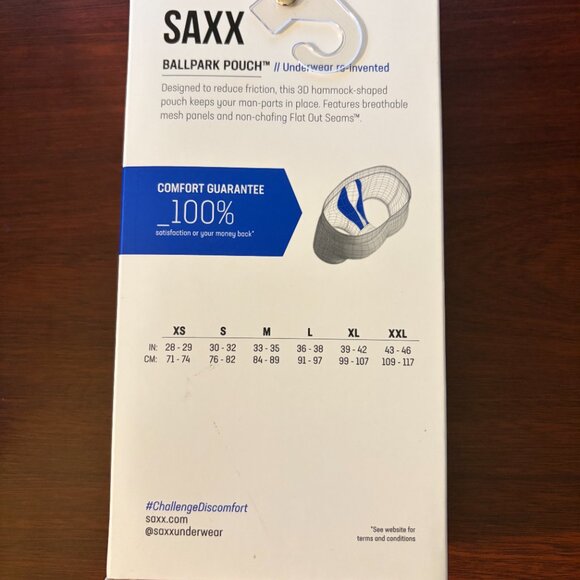 SAXX
BALLPARK POUCH™ // Underwear re-invented
Designed to reduce friction, this 3D hammock-shaped
pouch keeps your man-parts in place. Features breathable
mesh panels and non-chafing Flat Out Seams™.
COMFORT GUARANTEE
_100%
satisfaction or your money back*
XS S M L XL XXL
IN: 28 - 29 30 - 32 33 - 35 36 - 38 39 - 42 43 - 46
CM: 71 - 74 76 - 82 84 - 89 91 - 97 99 - 107 109 - 117
#ChallengeDiscomfort
saxx.com
@saxxunderwear
*See website for
terms and conditions